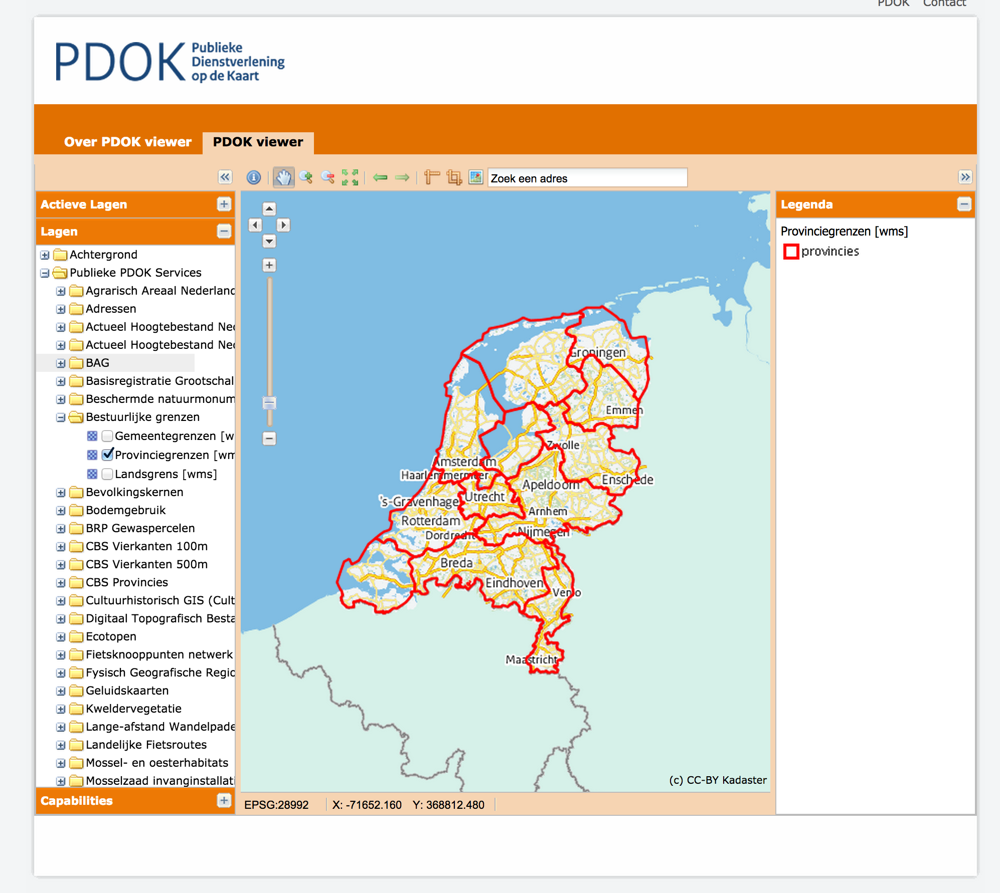 PDOK Contact
PDOK Publieke
Dienstverlening
op de Kaart
Over PDOK viewer PDOK viewer
Zoek een adres
Actieve Lagen
Lagen
Achtergrond
Publieke PDOK Services
Agrarisch Areaal Nederland
Adressen
Actueel Hoogtebestand Ned
Actueel Hoogtebestand Ned
BAG
Basisregistratie Grootschal
Beschermde natuurmonum
Bestuurlijke grenzen
Gemeentegrenzen [w
Provinciegrenzen [wm
Landsgrens [wms]
Bevolkingskernen
Bodemgebruik
BRP Gewaspercelen
CBS Vierkanten 100m
CBS Vierkanten 500m
CBS Provincies
Cultuurhistorisch GIS (Cult
Digitaal Topografisch Besta
Ecotopen
Fietsknooppunten netwerk
Fysisch Geografische Regio
Geluidskaarten
Kweldervegetatie
Lange-afstand Wandelpade
Landelijke Fietsroutes
Mossel- en oesterhabitats
Mosselzaad invanginstallati
Capabilities
Groningen
Emmen
Zwolle
Amsterdam
Haarlemmermeer
Enschede
Apeldoorn
Utrecht
's-Gravenhage
Arnhem
Rotterdam
Nijmegen
Dordrecht
Breda
Eindhoven
Venlo
Maastricht
(c) CC-BY Kadaster
EPSG:28992 X: -71652.160 Y: 368812.480
Legenda
Provinciegrenzen [wms]
provincies